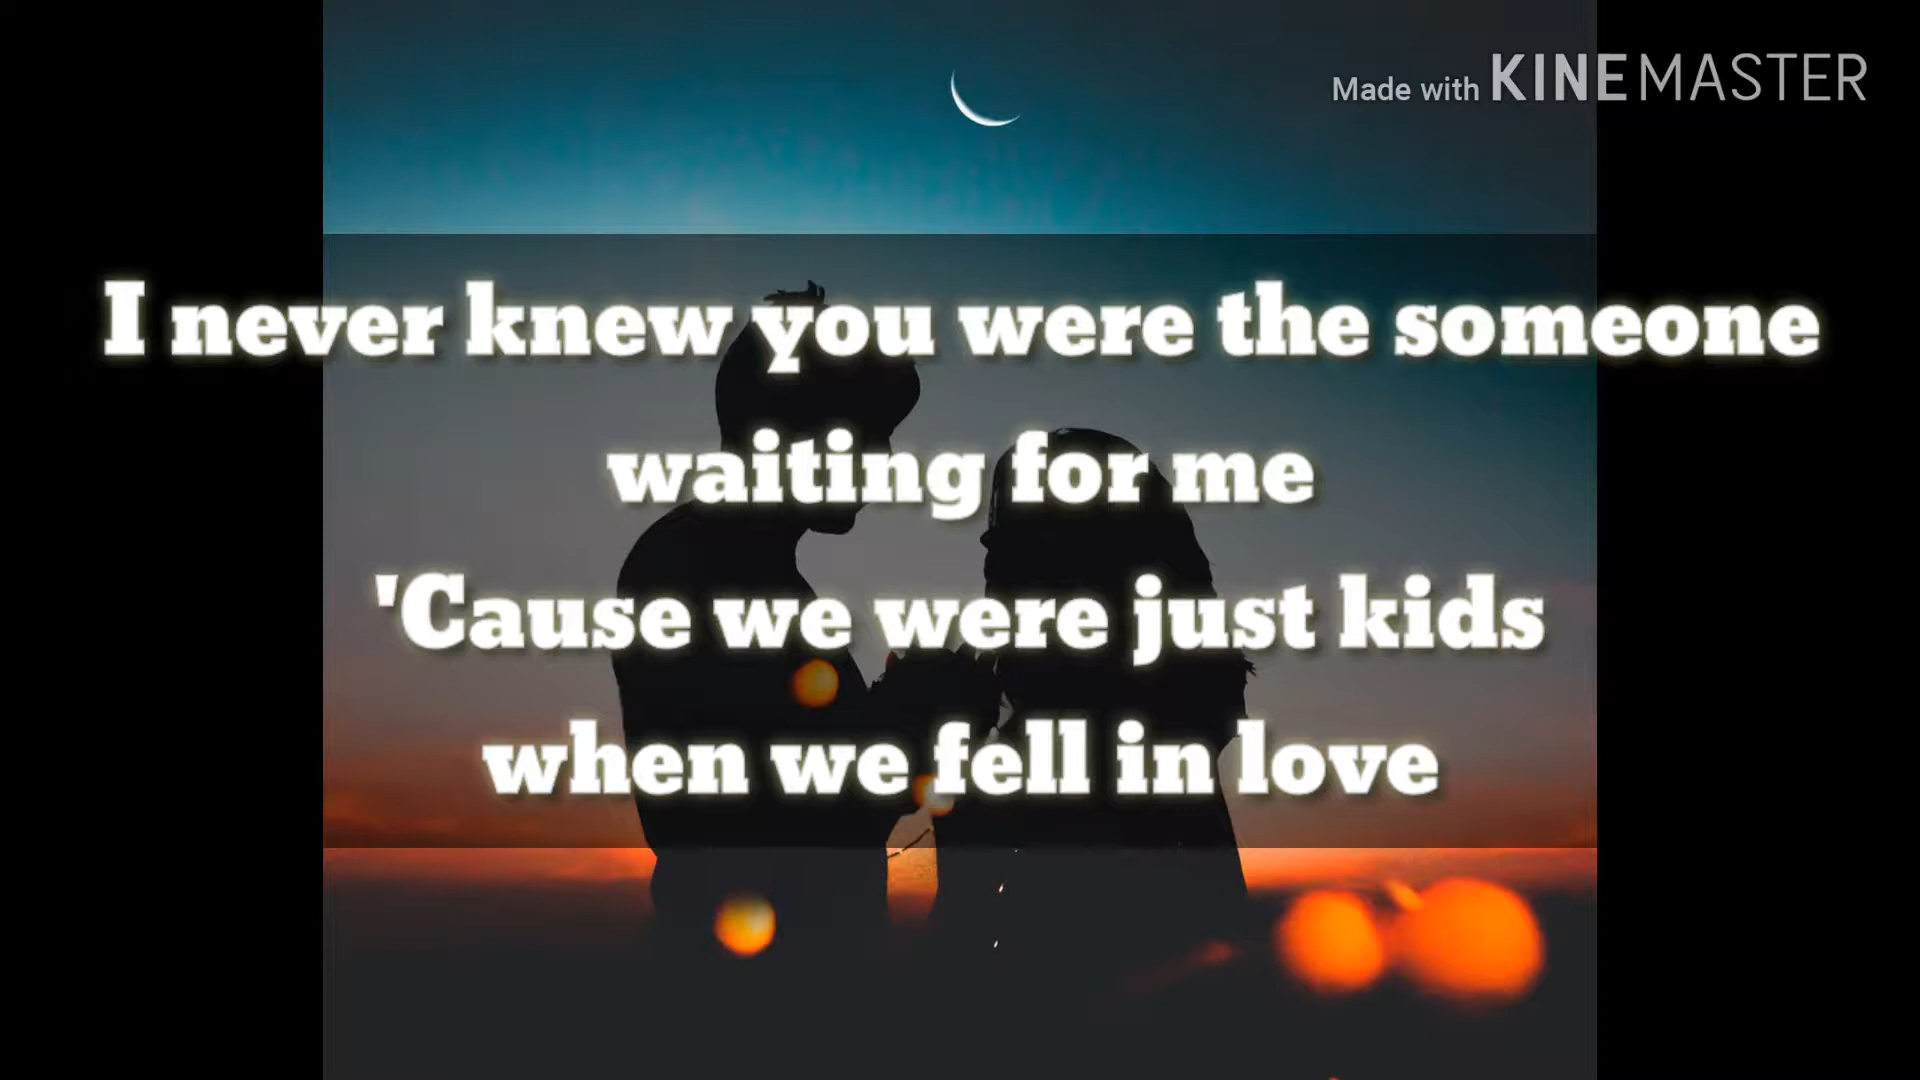 Made with KINEMASTER
I never knew you were the someone
waiting for me
'Cause we were just kids
when we fell in love